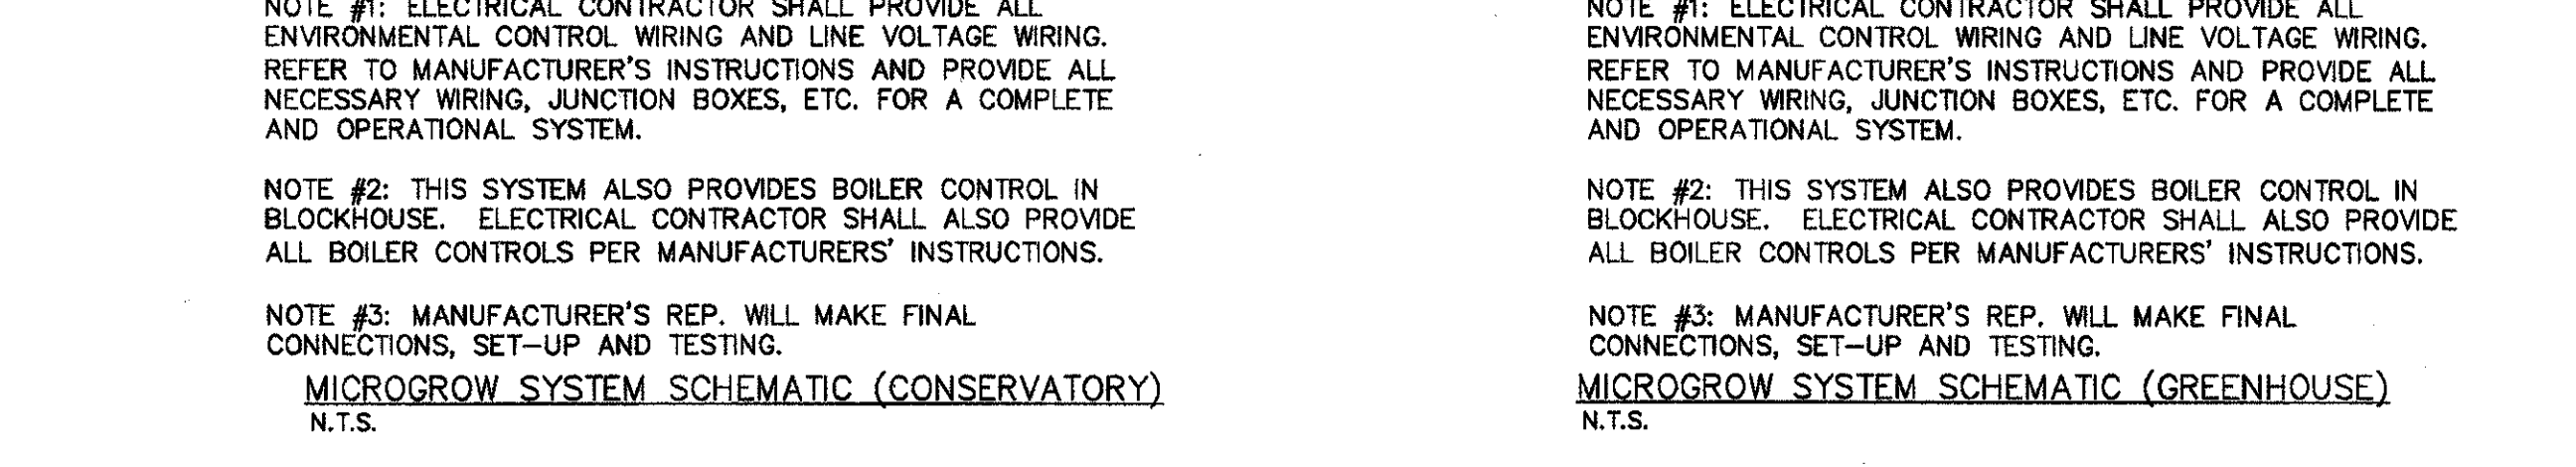 NOTE #1: ELECTRICAL CONTRACTOR SHALL PROVIDE ALL
ENVIRONMENTAL CONTROL WIRING AND LINE VOLTAGE WIRING.
REFER TO MANUFACTURER'S INSTRUCTIONS AND PROVIDE ALL
NECESSARY WIRING, JUNCTION BOXES, ETC. FOR A COMPLETE
AND OPERATIONAL SYSTEM.
NOTE #2: THIS SYSTEM ALSO PROVIDES BOILER CONTROL IN
BLOCKHOUSE. ELECTRICAL CONTRACTOR SHALL ALSO PROVIDE
ALL BOILER CONTROLS PER MANUFACTURERS' INSTRUCTIONS.
NOTE #3: MANUFACTURER'S REP. WILL MAKE FINAL
CONNECTIONS, SET-UP AND TESTING.
MICROGROW SYSTEM SCHEMATIC (CONSERVATORY)
N.T.S.
NOTE #1: ELECTRICAL CONTRACTOR SHALL PROVIDE ALL
ENVIRONMENTAL CONTROL WIRING AND LINE VOLTAGE WIRING.
REFER TO MANUFACTURER'S INSTRUCTIONS AND PROVIDE ALL
NECESSARY WIRING, JUNCTION BOXES, ETC. FOR A COMPLETE
AND OPERATIONAL SYSTEM.
NOTE #2: THIS SYSTEM ALSO PROVIDES BOILER CONTROL IN
BLOCKHOUSE. ELECTRICAL CONTRACTOR SHALL ALSO PROVIDE
ALL BOILER CONTROLS PER MANUFACTURERS' INSTRUCTIONS.
NOTE #3: MANUFACTURER'S REP. WILL MAKE FINAL
CONNECTIONS, SET-UP AND TESTING.
MICROGROW SYSTEM SCHEMATIC (GREENHOUSE)
N.T.S.